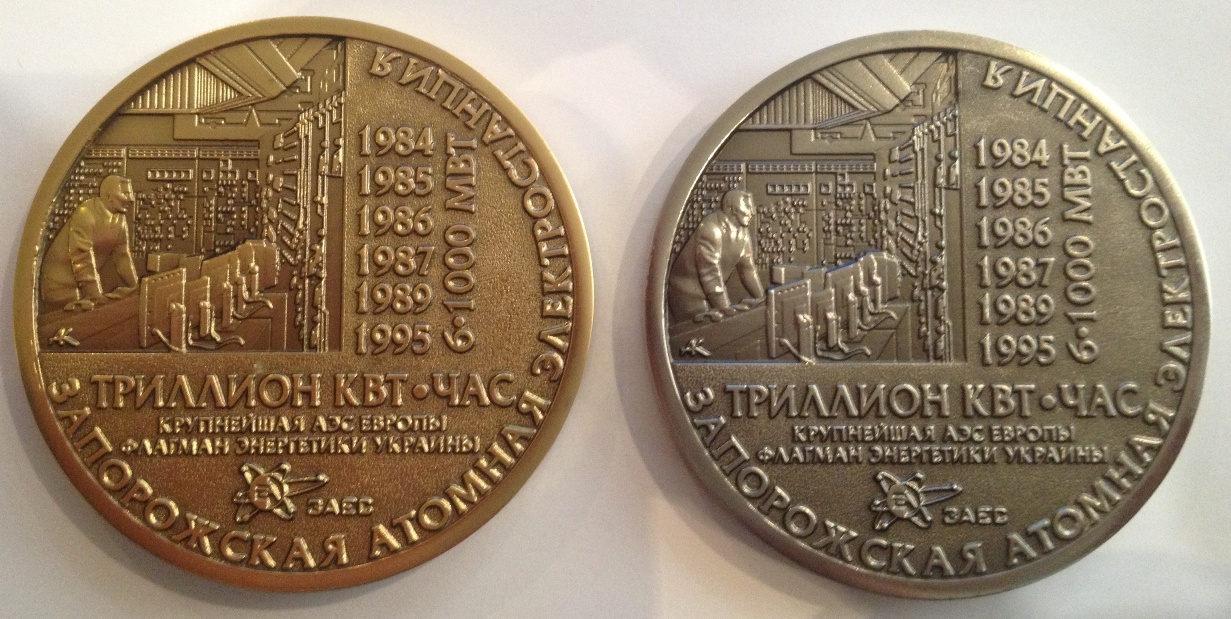 1984
1985
1986
1987
1989
1995
6·1000 МВТ
ТРИЛЛИОН КВТ·ЧАС
КРУПНЕЙШАЯ АЭС ЕВРОПЫ
ФЛАГМАН ЭНЕРГЕТИКИ УКРАИНЫ
ЗАЕС
ЗАПОРОЖСКАЯ АТОМНАЯ ЭЛЕКТРОСТАНЦИЯ
1984
1985
1986
1987
1989
1995
6·1000 МВТ
ТРИЛЛИОН КВТ·ЧАС
КРУПНЕЙШАЯ АЭС ЕВРОПЫ
ФЛАГМАН ЭНЕРГЕТИКИ УКРАИНЫ
ЗАЕС
ЗАПОРОЖСКАЯ АТОМНАЯ ЭЛЕКТРОСТАНЦИЯ